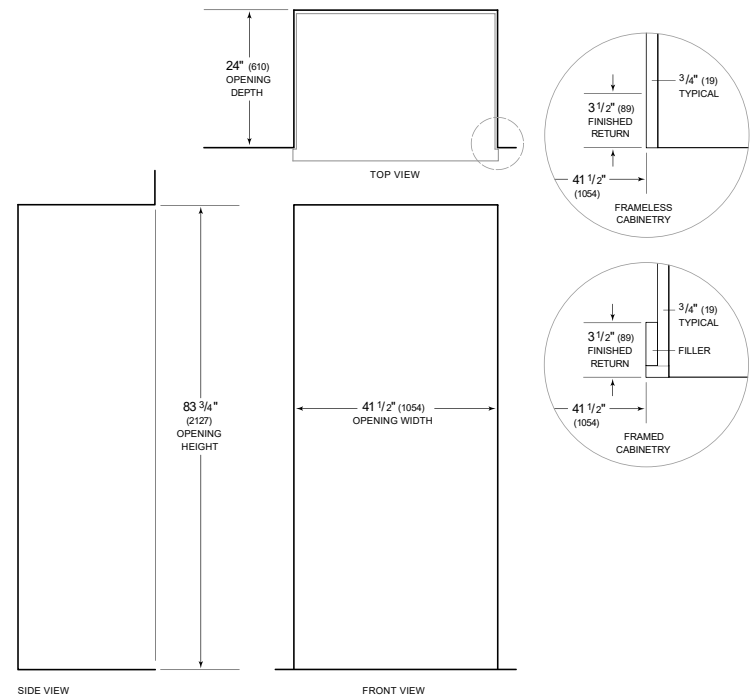 24" (610)
OPENING
DEPTH
TOP VIEW
3/4" (19)
TYPICAL
3 1/2" (89)
FINISHED
RETURN
41 1/2"
(1054)
FRAMELESS
CABINETRY
3/4" (19)
TYPICAL
3 1/2" (89)
FINISHED
RETURN
FILLER
41 1/2"
(1054)
FRAMED
CABINETRY
83 3/4"
(2127)
OPENING
HEIGHT
41 1/2" (1054)
OPENING WIDTH
SIDE VIEW
FRONT VIEW